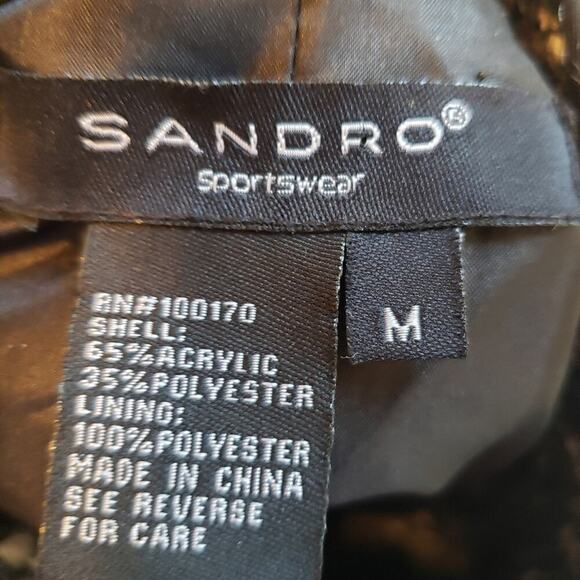 SANDRO®
Sportswear
M
RN#100170
SHELL:
65%ACRYLIC
35%POLYESTER
LINING:
100%POLYESTER
MADE IN CHINA
SEE REVERSE
FOR CARE